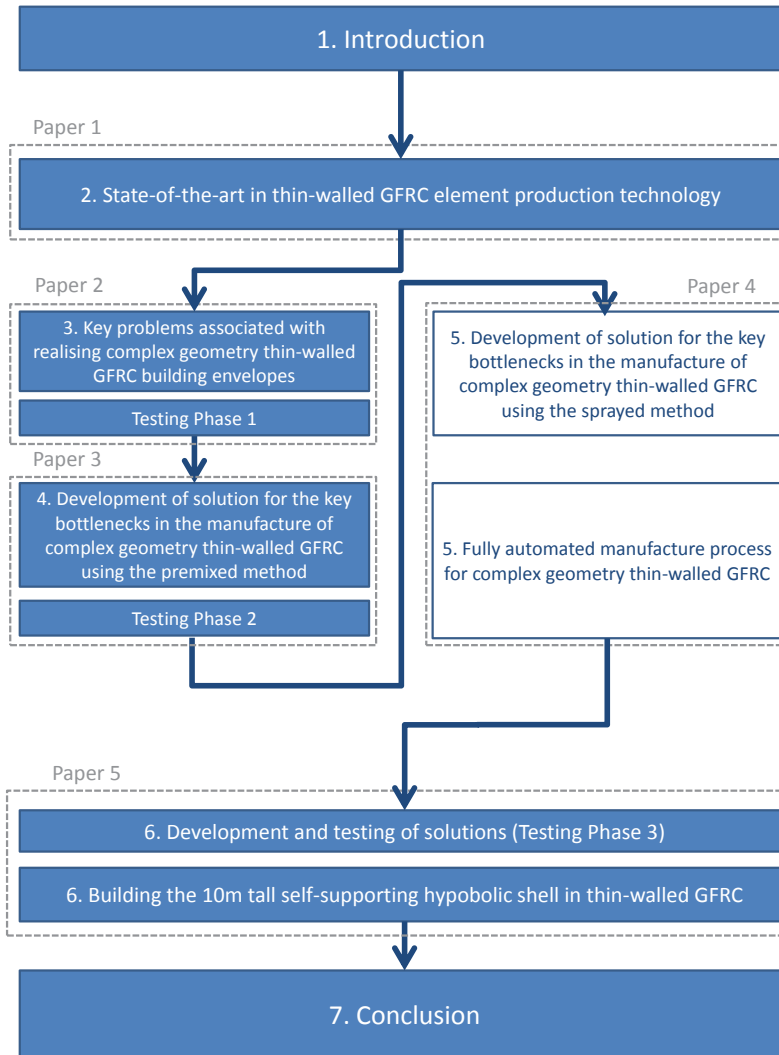 1. Introduction
Paper 1
2. State-of-the-art in thin-walled GFRC element production technology
Paper 2
3. Key problems associated with
realising complex geometry thin-walled
GFRC building envelopes
Testing Phase 1
Paper 3
4. Development of solution for the key
bottlenecks in the manufacture of
complex geometry thin-walled GFRC
using the premixed method
Testing Phase 2
Paper 4
5. Development of solution for the key
bottlenecks in the manufacture of
complex geometry thin-walled GFRC
using the sprayed method
5. Fully automated manufacture process
for complex geometry thin-walled GFRC
Paper 5
6. Development and testing of solutions (Testing Phase 3)
6. Building the 10m tall self-supporting hypobolic shell in thin-walled GFRC
7. Conclusion